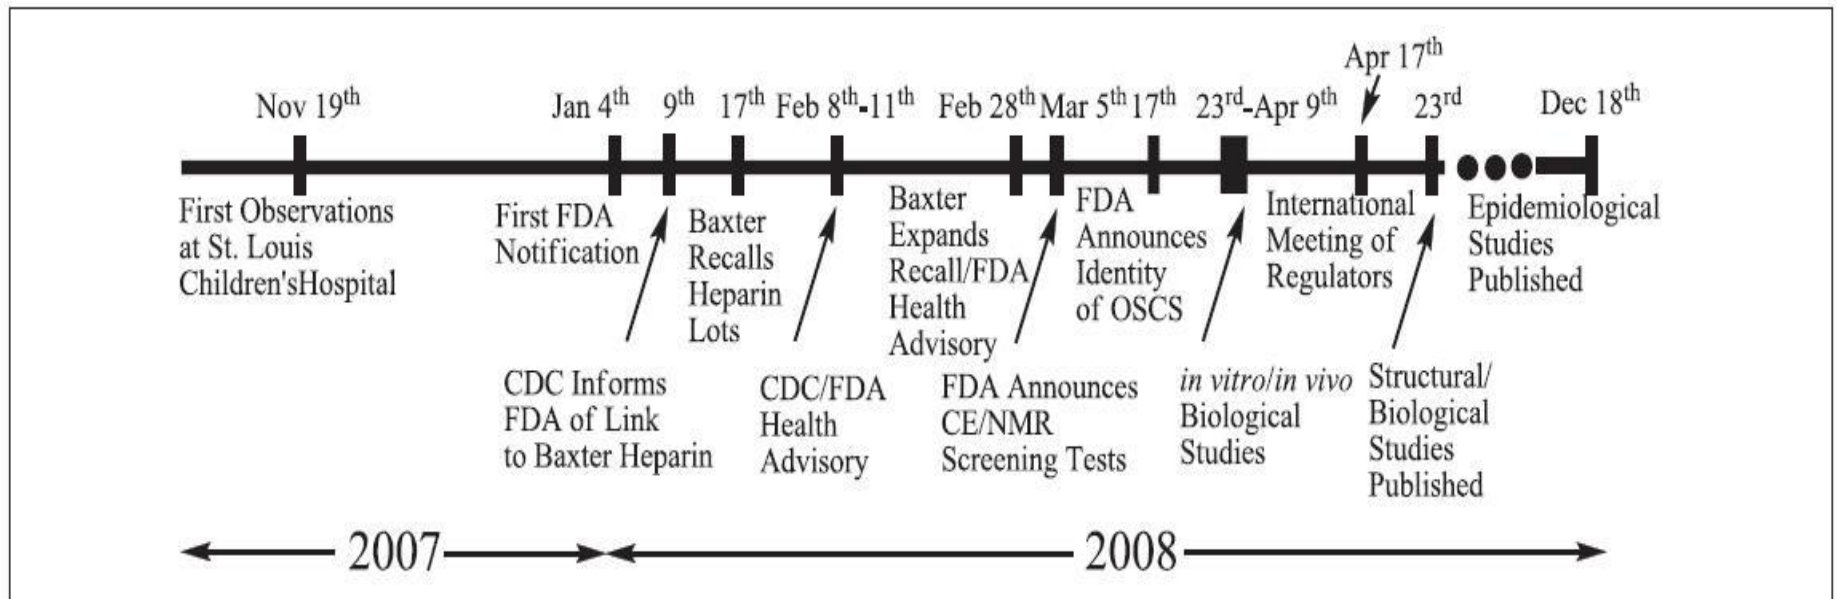 Apr 17th
Nov 19th
Jan 4th
9th
17th
Feb 8th-11th
Feb 28th
Mar 5th
17th
23rd-Apr 9th
23rd
Dec 18th
First Observations
at St. Louis
Children'sHospital
First FDA
Notification
CDC Informs
FDA of Link
to Baxter Heparin
Baxter
Recalls
Heparin
Lots
CDC/FDA
Health
Advisory
Baxter
Expands
Recall/FDA
Health
Advisory
FDA Announces
CE/NMR
Screening Tests
FDA
Announces
Identity
of OSCS
in vitro/in vivo
Biological
Studies
International
Meeting of
Regulators
Structural/
Biological
Studies
Published
Epidemiological
Studies
Published
2007
2008